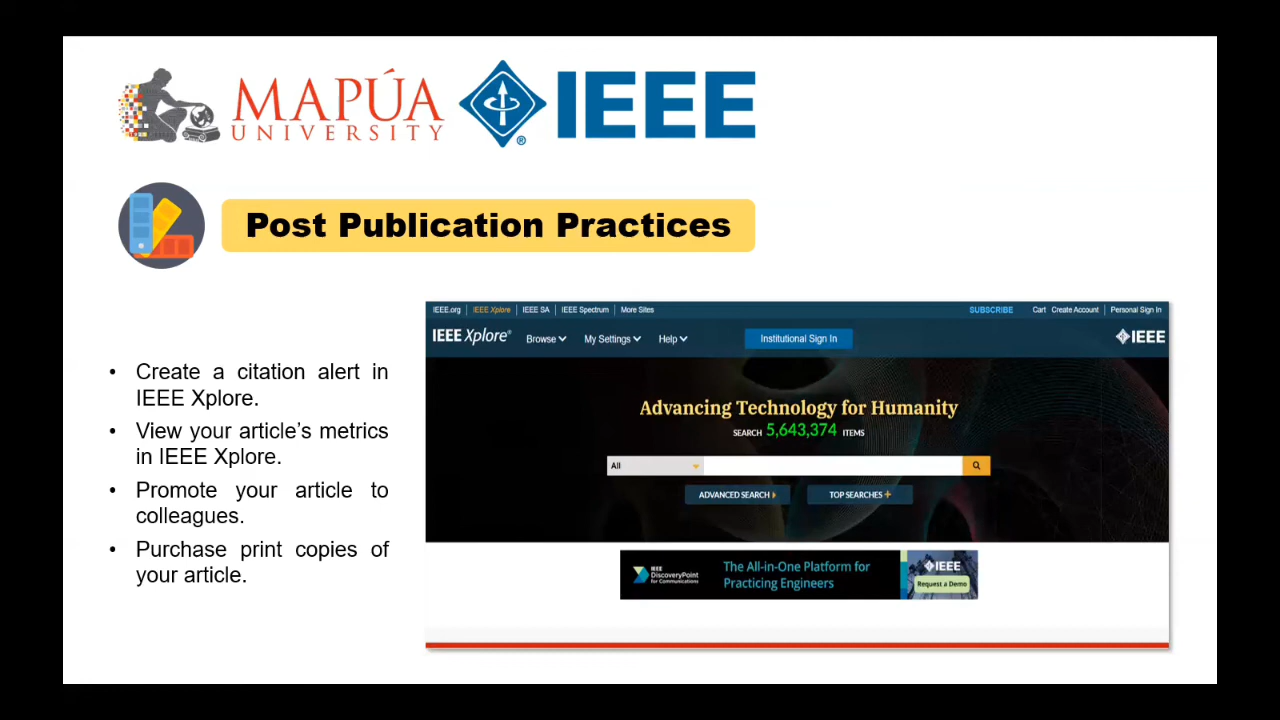 MAPÚA
UNIVERSITY
IEEE
®
Post Publication Practices
• Create a citation alert in
IEEE Xplore.
• View your article’s metrics
in IEEE Xplore.
• Promote your article to
colleagues.
• Purchase print copies of
your article.
IEEE.org | IEEE Xplore | IEEE SA | IEEE Spectrum | More Sites
SUBSCRIBE
Cart Create Account | Personal Sign In
IEEE Xplore®
Browse My Settings Help
Institutional Sign In
IEEE
Advancing Technology for Humanity
SEARCH 5,643,374 ITEMS
All
ADVANCED SEARCH
TOP SEARCHES
IEEE
DiscoveryPoint
for Communications
The All-in-One Platform for
Practicing Engineers
IEEE
Request a Demo